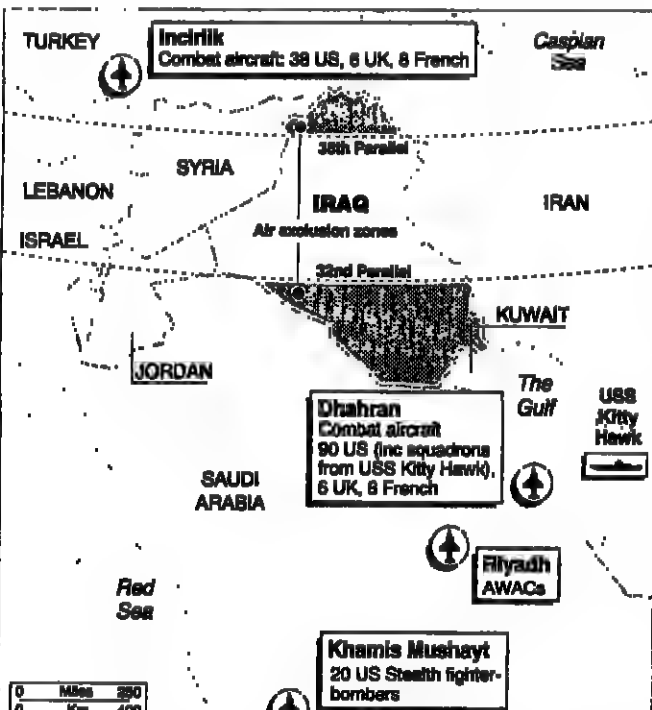 TURKEY
Incirlik
Combat aircraft: 38 US, 6 UK, 8 French
Caspian
Sea
36th Parallel
SYRIA
LEBANON
IRAQ
IRAN
Air exclusion zones
ISRAEL
32nd Parallel
KUWAIT
JORDAN
The
Gulf
USS
Kitty
Hawk
Dhahran
Combat aircraft
90 US (inc squadrons
from USS Kitty Hawk),
6 UK, 8 French
SAUDI
ARABIA
Riyadh
AWACs
Red
Sea
Khamis Mushayt
20 US Stealth fighter-
bombers
0 Miles 250
0 Km 400